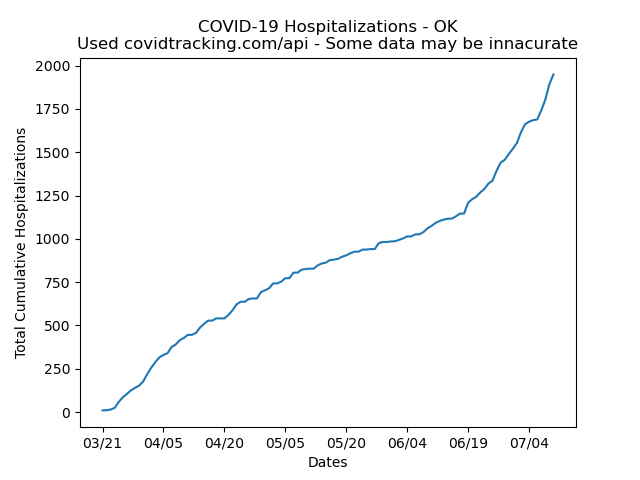 COVID-19 Hospitalizations - OK
Used covidtracking.com/api - Some data may be innacurate
Total Cumulative Hospitalizations
2000
1750
1500
1250
1000
750
500
250
0
03/21 04/05 04/20 05/05 05/20 06/04 06/19 07/04
Dates